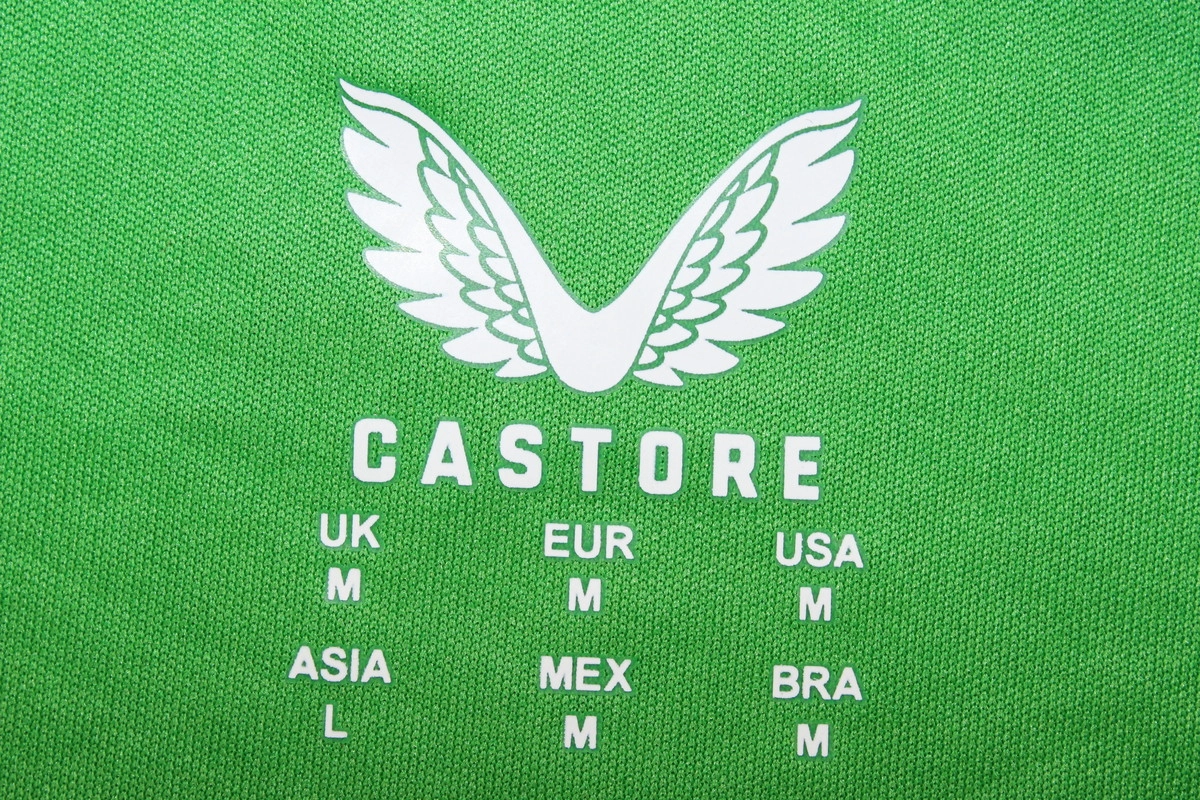 CASTORE
UK EUR USA
M M M
ASIA MEX BRA
L M M